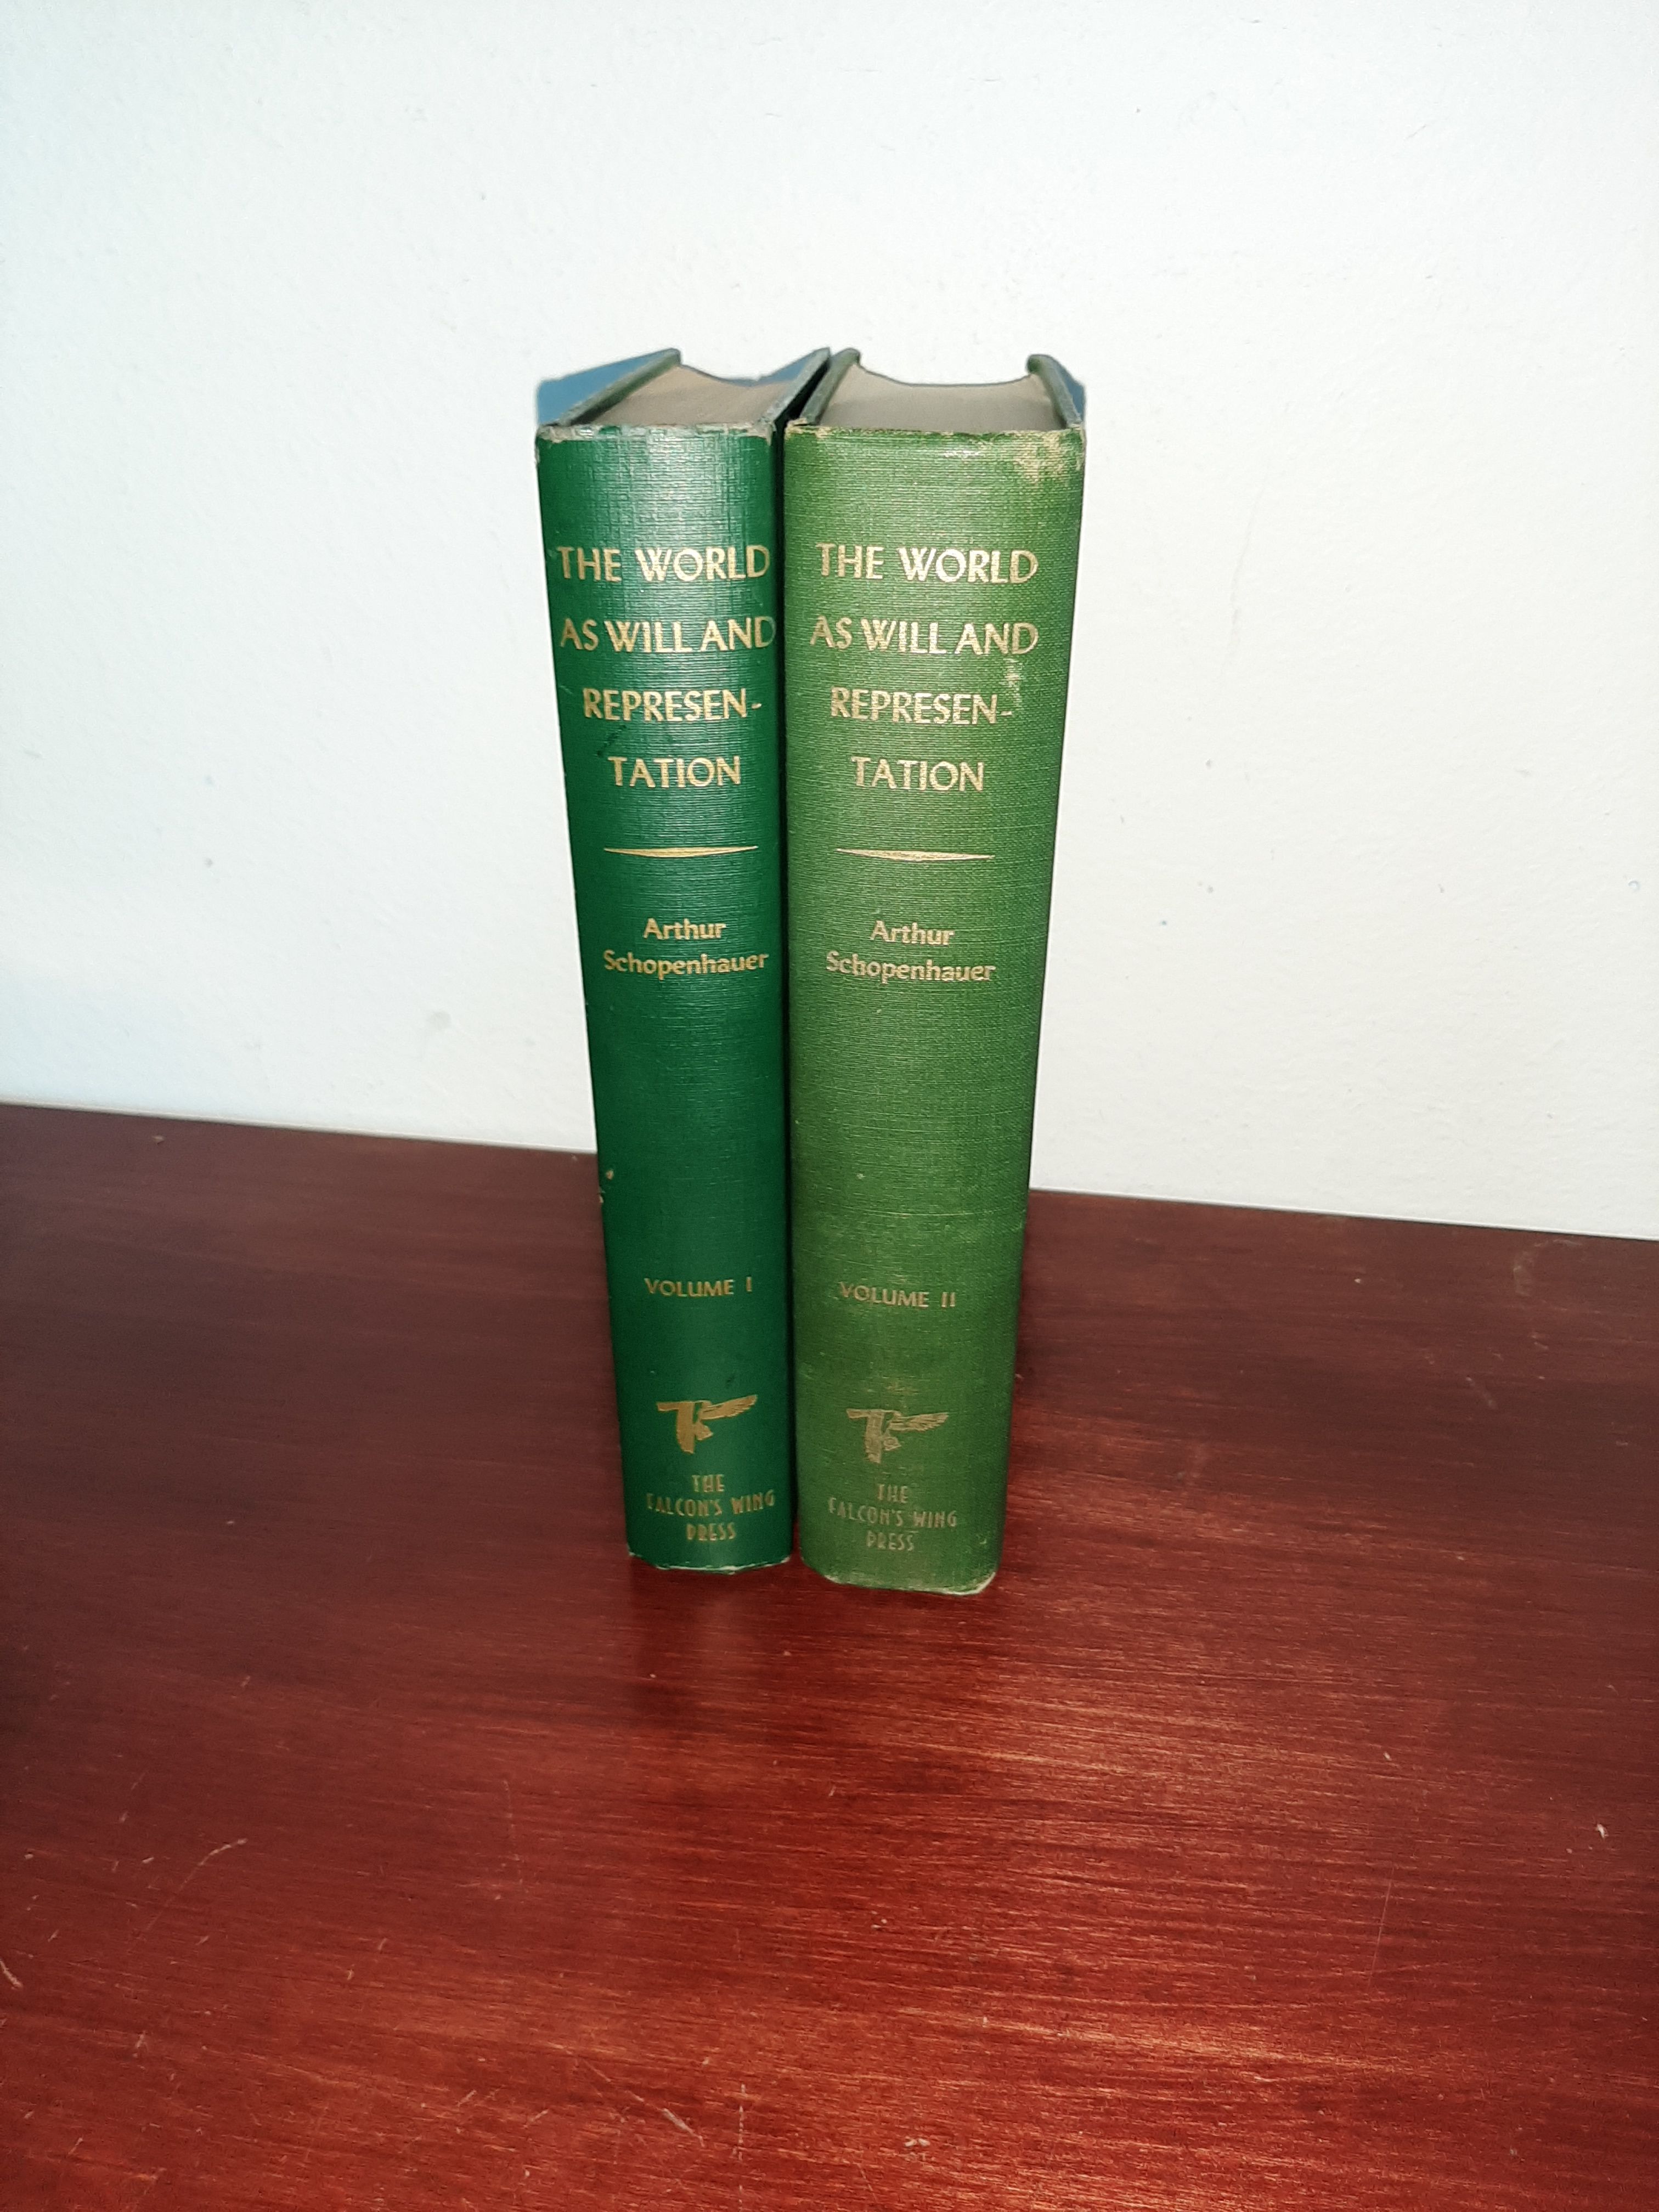 THE WORLD
AS WILL AND
REPRESEN-
TATION
Arthur
Schopenhauer
VOLUME I
THE
FALCON'S WING
PRESS
THE WORLD
AS WILL AND
REPRESEN-
TATION
Arthur
Schopenhauer
VOLUME II
THE
FALCON'S WING
PRESS